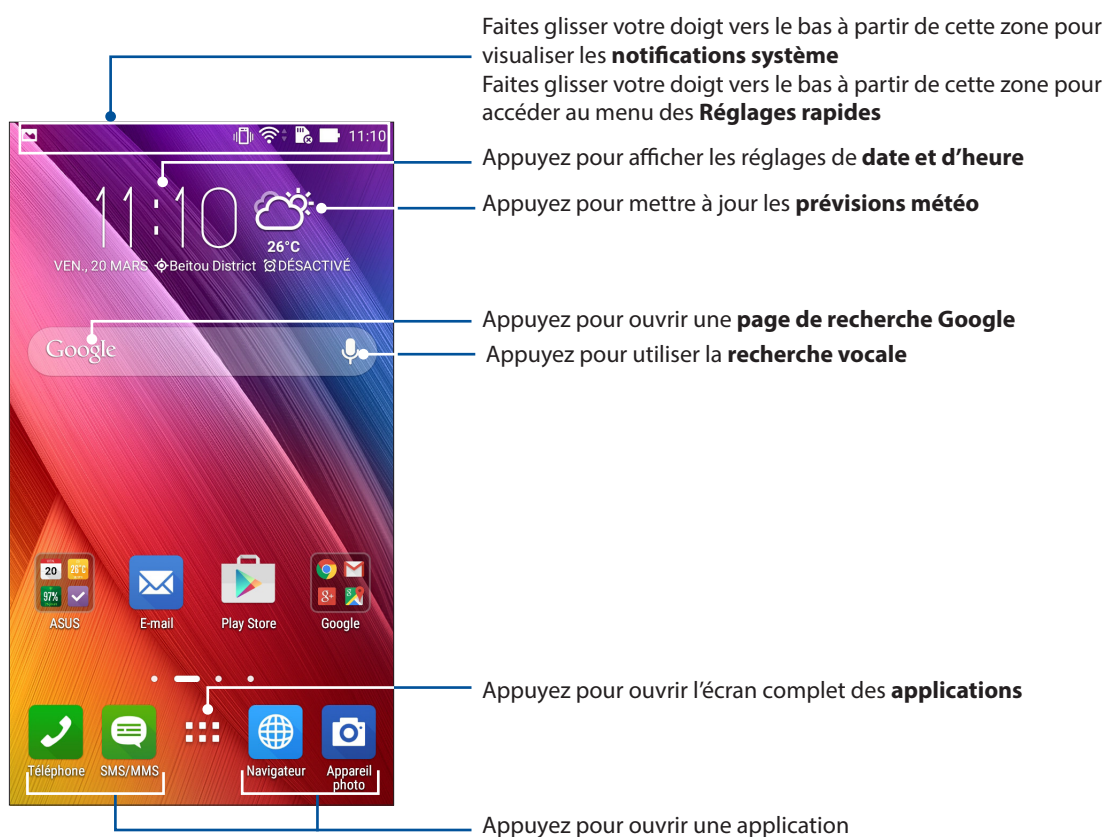 Faites glisser votre doigt vers le bas à partir de cette zone pour
visualiser les notifications système
Faites glisser votre doigt vers le bas à partir de cette zone pour
accéder au menu des Réglages rapides
11:10
Appuyez pour afficher les réglages de date et d'heure
11:10
Appuyez pour mettre à jour les prévisions météo
26°C
VEN., 20 MARS Beitou District DÉSACTIVÉ
Appuyez pour ouvrir une page de recherche Google
Google
Appuyez pour utiliser la recherche vocale
20 26°C
97%
8+
ASUS E-mail Play Store Google
Appuyez pour ouvrir l'écran complet des applications
Téléphone SMS/MMS Navigateur Appareil
photo
Appuyez pour ouvrir une application